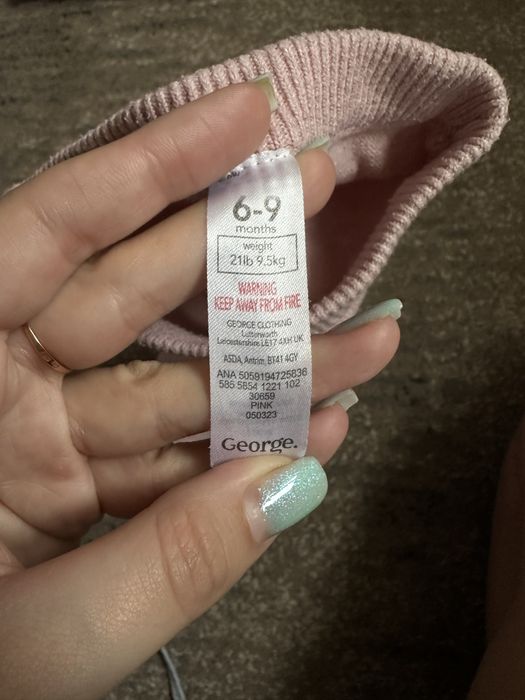 6-9
months
weight
21lb 9.5kg
WARNING
KEEP AWAY FROM FIRE
GEORGE CLOTHING
Lutterworth
Leicestershire LE17 4XH UK
ASDA, Antrim, BT41 4GY
ANA 5059194725836
585 5854 1221 102
30659
PINK
050323
George.